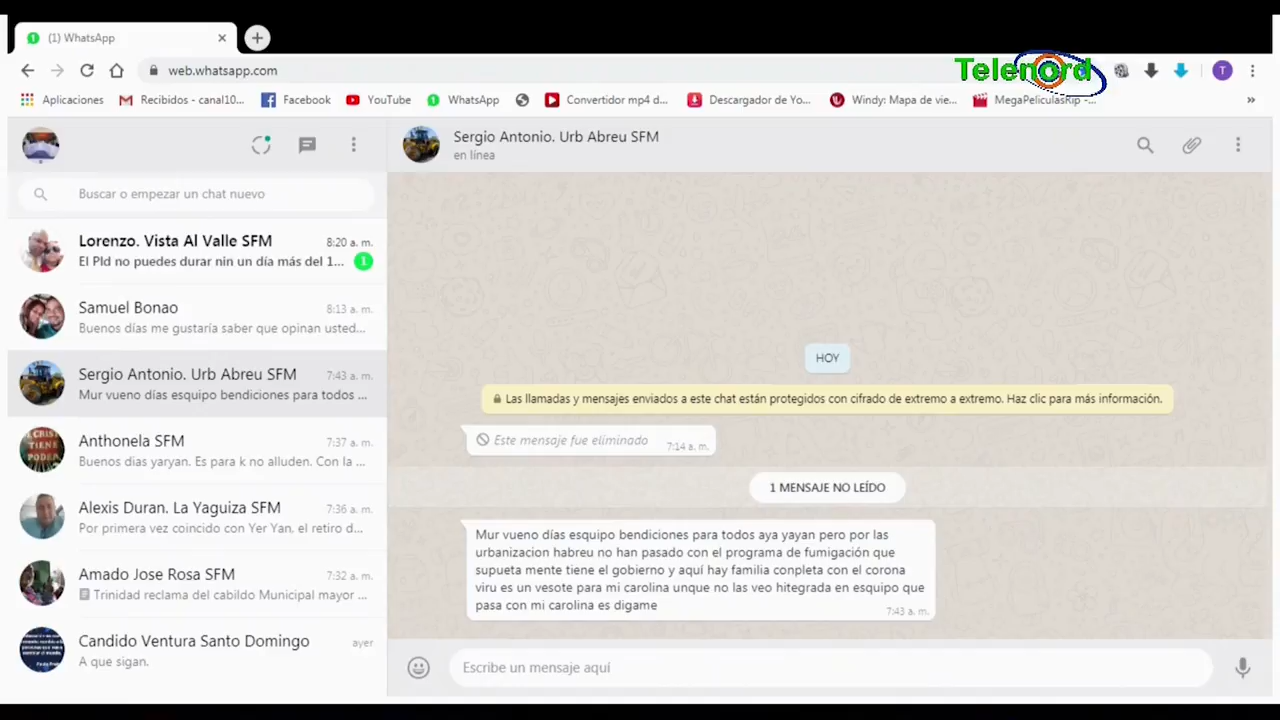 (1) WhatsApp
web.whatsapp.com
Telenord
T
Aplicaciones
Recibidos - canal10...
Facebook
YouTube
WhatsApp
Convertidor mp4 d...
Descargador de Yo...
Windy: Mapa de vie...
MegaPeliculasRip -...
Buscar o empezar un chat nuevo
Lorenzo. Vista Al Valle SFM
8:20 a. m.
El Pld no puedes durar nin un día más del 1...
1
Samuel Bonao
8:13 a. m.
Buenos días me gustaría saber que opinan usted...
Sergio Antonio. Urb Abreu SFM
7:43 a. m.
Mur vueno días esquipo bendiciones para todos ...
Anthonela SFM
7:37 a. m.
Buenos dias yaryan. Es para k no alluden. Con la ...
Alexis Duran. La Yaguiza SFM
7:36 a. m.
Por primera vez coincido con Yer Yan, el retiro d...
Amado Jose Rosa SFM
7:32 a. m.
Trinidad reclama del cabildo Municipal mayor ...
Candido Ventura Santo Domingo
ayer
A que sigan.
Sergio Antonio. Urb Abreu SFM
en línea
HOY
Las llamadas y mensajes enviados a este chat están protegidos con cifrado de extremo a extremo. Haz clic para más información.
Este mensaje fue eliminado
7:14 a. m.
1 MENSAJE NO LEÍDO
Mur vueno días esquipo bendiciones para todos aya yayan pero por las
urbanizacion habreu no han pasado con el programa de fumigación que
supueta mente tiene el gobierno y aquí hay familia conpleta con el corona
viru es un vesote para mi carolina unque no las veo hitegrada en esquipo que
pasa con mi carolina es digame
7:43 a. m.
Escribe un mensaje aquí